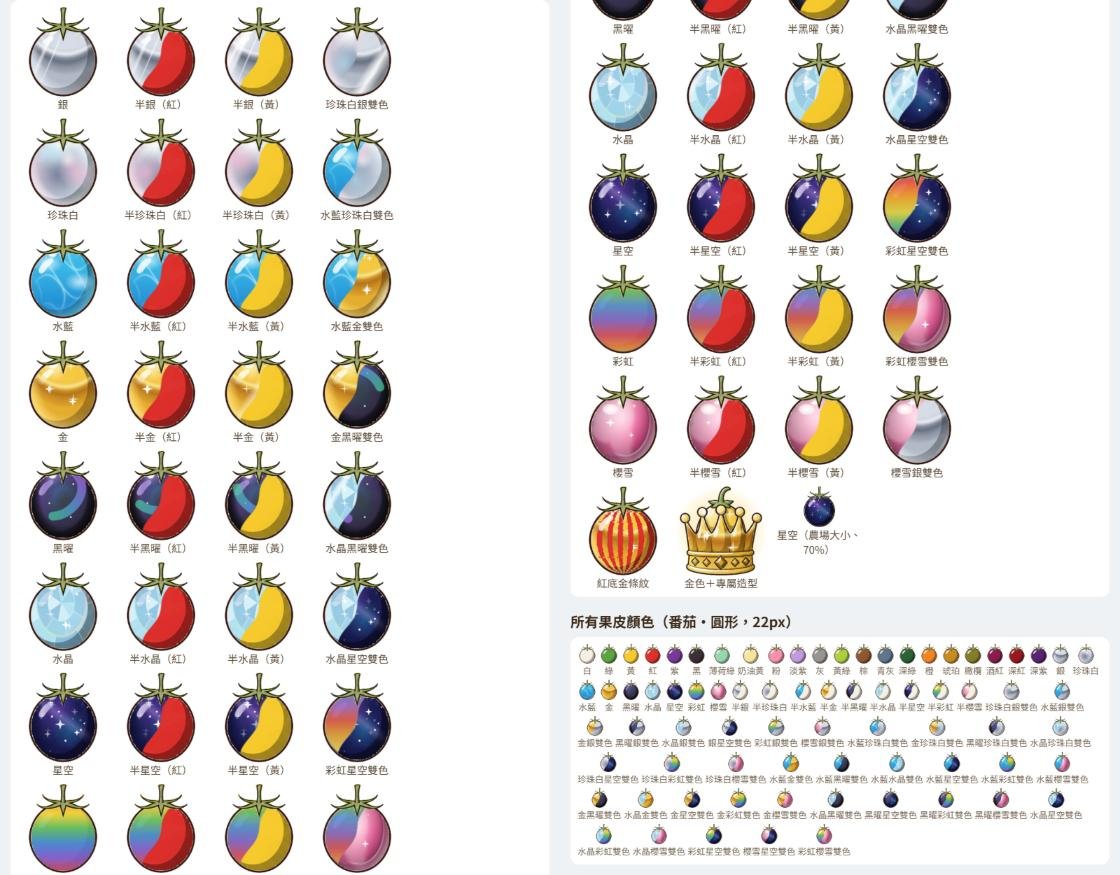 銀 半銀（紅） 半銀（黃） 珍珠白銀雙色
珍珠白 半珍珠白（紅） 半珍珠白（黃） 水藍珍珠白雙色
水藍 半水藍（紅） 半水藍（黃） 水藍金雙色
金 半金（紅） 半金（黃） 金黑曜雙色
黑曜 半黑曜（紅） 半黑曜（黃） 水晶黑曜雙色
水晶 半水晶（紅） 半水晶（黃） 水晶星空雙色
星空 半星空（紅） 半星空（黃） 彩虹星空雙色
黑曜 半黑曜（紅） 半黑曜（黃） 水晶黑曜雙色
水晶 半水晶（紅） 半水晶（黃） 水晶星空雙色
星空 半星空（紅） 半星空（黃） 彩虹星空雙色
彩虹 半彩虹（紅） 半彩虹（黃） 彩虹櫻雪雙色
櫻雪 半櫻雪（紅） 半櫻雪（黃） 櫻雪銀雙色
紅底金條紋 金色＋專屬造型 星空（農場大小、
70%）
所有果皮顏色（番茄・圓形，22px）
白 綠 黃 紅 紫 黑 薄荷綠 奶油黃 粉 淡紫 灰 黃綠 棕 青灰 深綠 橙 琥珀 橄欖 酒紅 深紅 深紫 銀 珍珠白
水藍 金 黑曜 水晶 星空 彩虹 櫻雪 半銀 半珍珠白 半水藍 半金 半黑曜 半水晶 半星空 半彩虹 半櫻雪 珍珠白銀雙色 水藍銀雙色
金銀雙色 黑曜銀雙色 水晶銀雙色 銀星空雙色 彩虹銀雙色 櫻雪銀雙色 水藍珍珠白雙色 金珍珠白雙色 黑曜珍珠白雙色 水晶珍珠白雙色
珍珠白星空雙色 珍珠白彩虹雙色 珍珠白櫻雪雙色 水藍金雙色 水藍黑曜雙色 水藍水晶雙色 水藍星空雙色 水藍彩虹雙色 水藍櫻雪雙色
金黑曜雙色 水晶金雙色 金星空雙色 金彩虹雙色 金櫻雪雙色 水晶黑曜雙色 黑曜星空雙色 黑曜彩虹雙色 黑曜櫻雪雙色 水晶星空雙色
水晶彩虹雙色 水晶櫻雪雙色 彩虹星空雙色 櫻雪星空雙色 彩虹櫻雪雙色